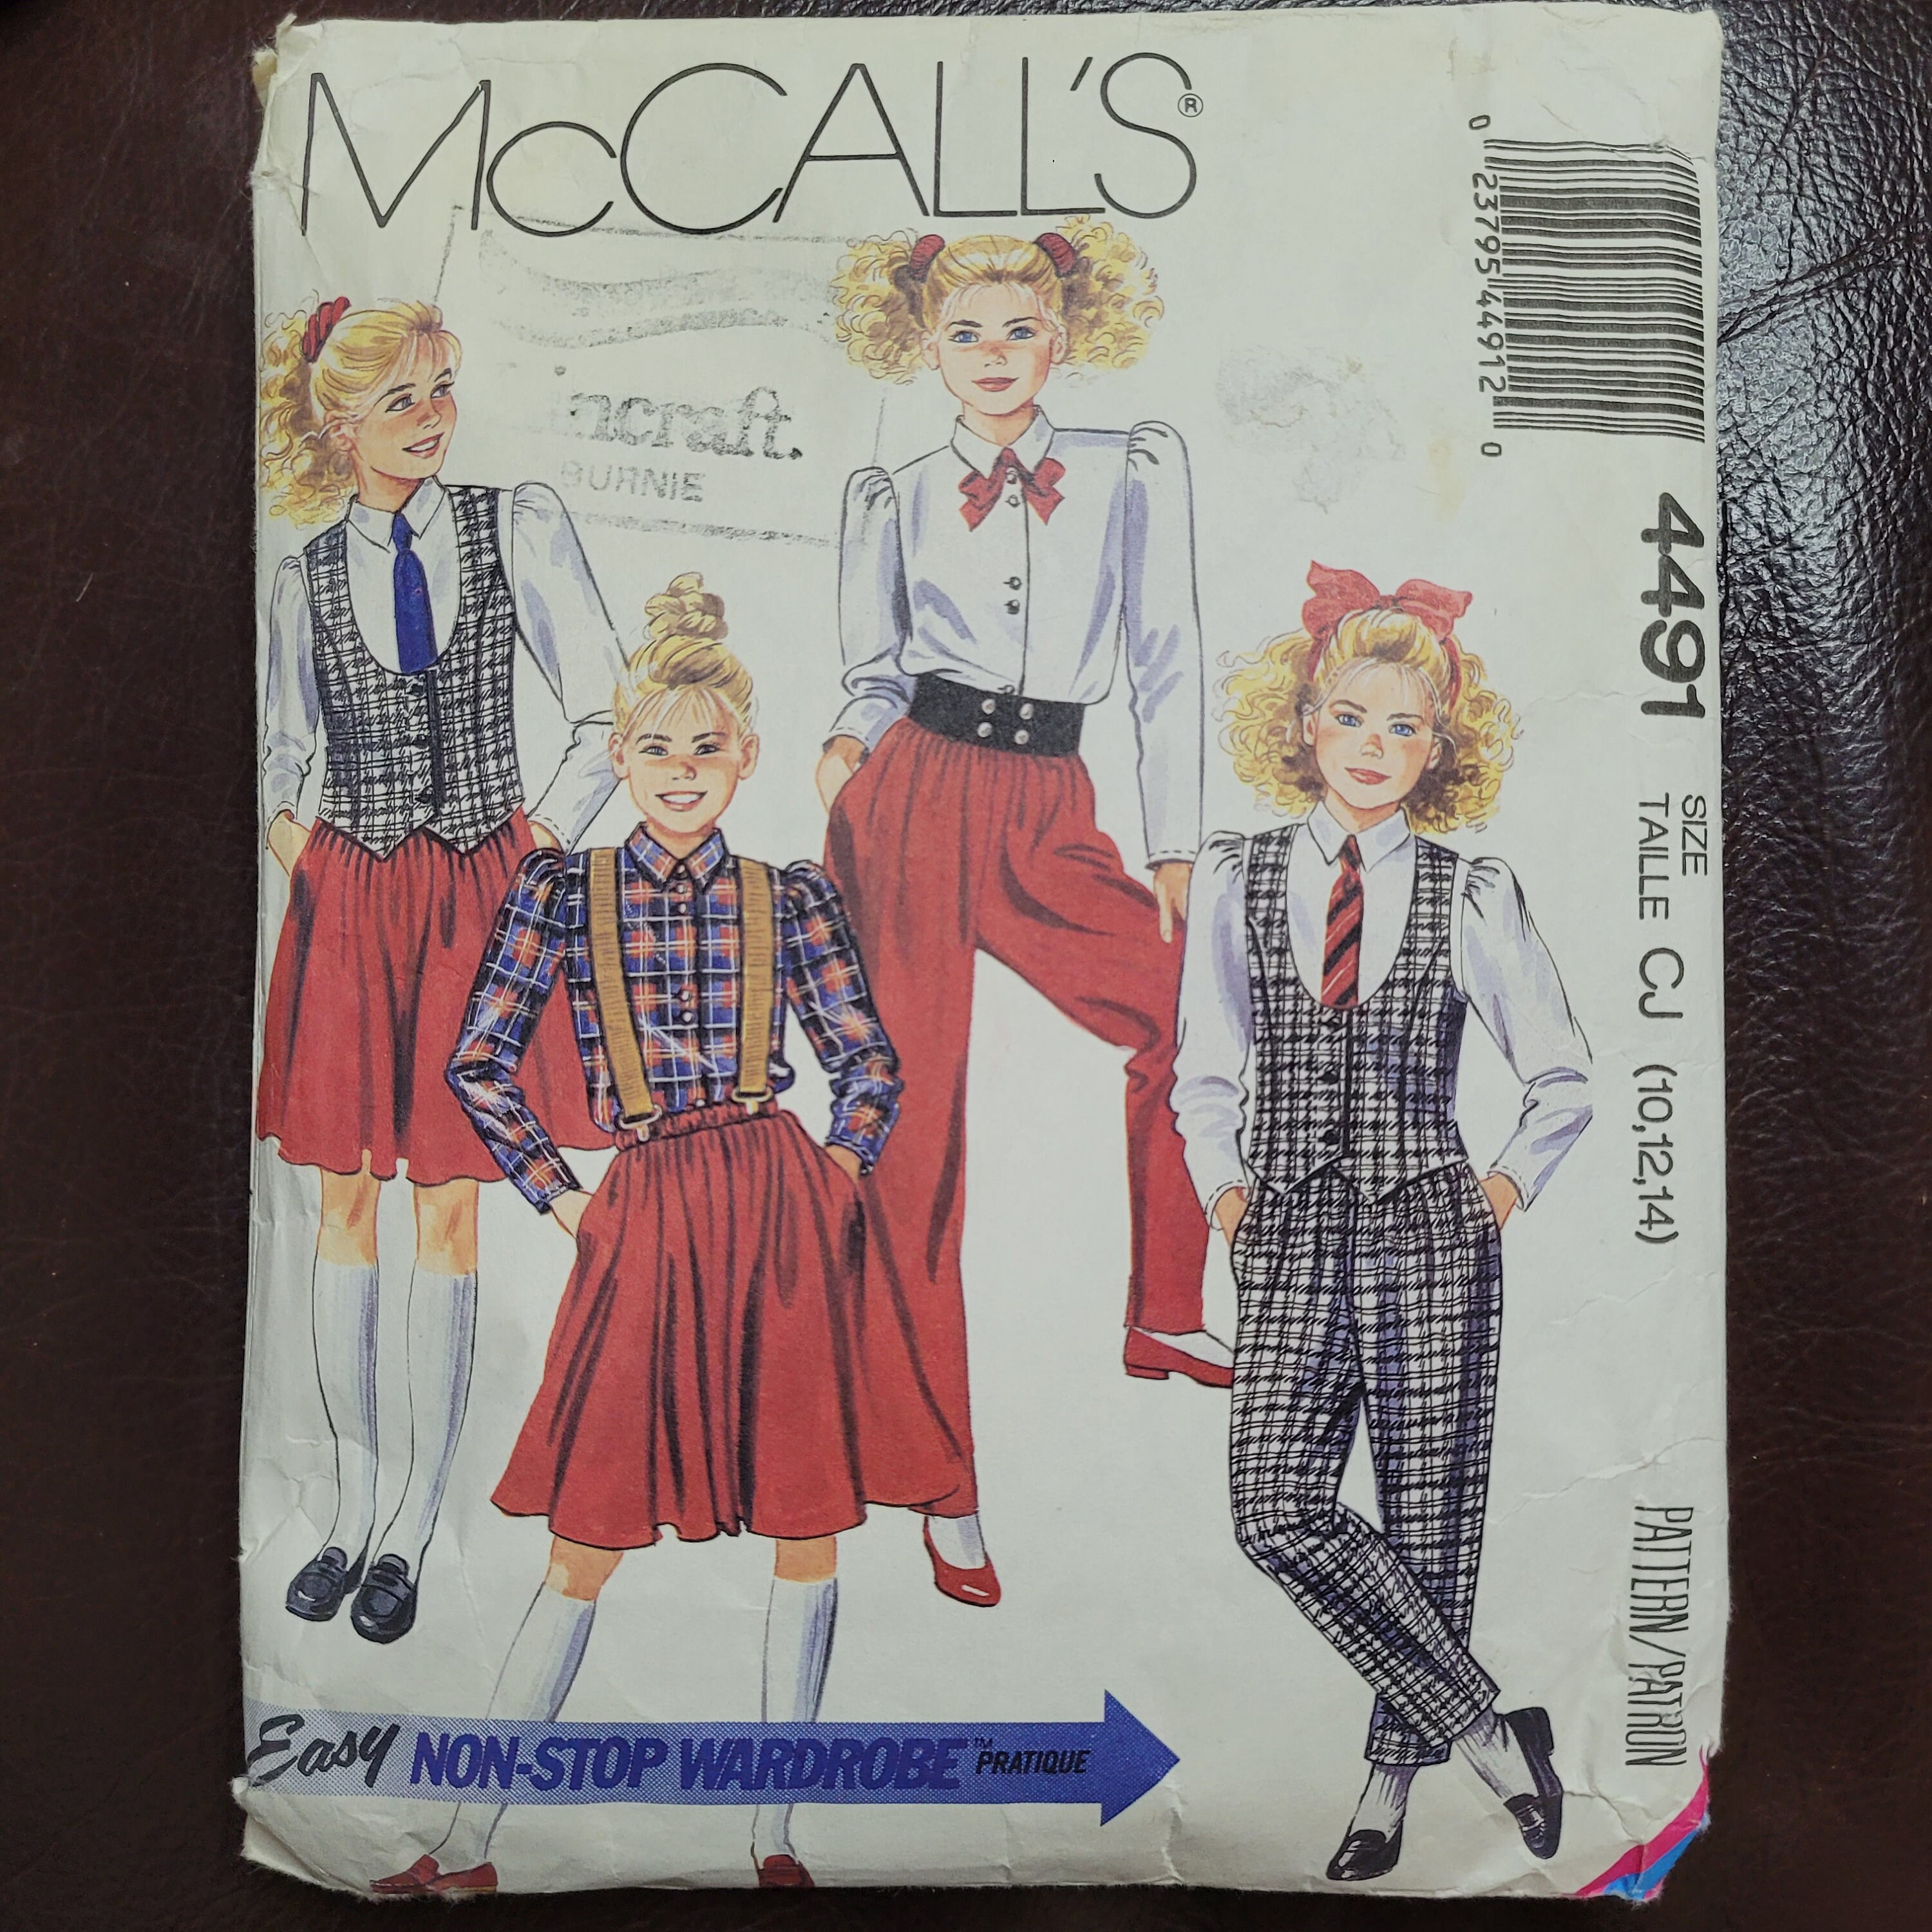 McCALL'S®
0 23795 44912 0
4491
SIZE
TAILLE CJ (10,12,14)
PATTERN/PATRON
BURNIE
Easy NON-STOP WARDROBE™ PRATIQUE